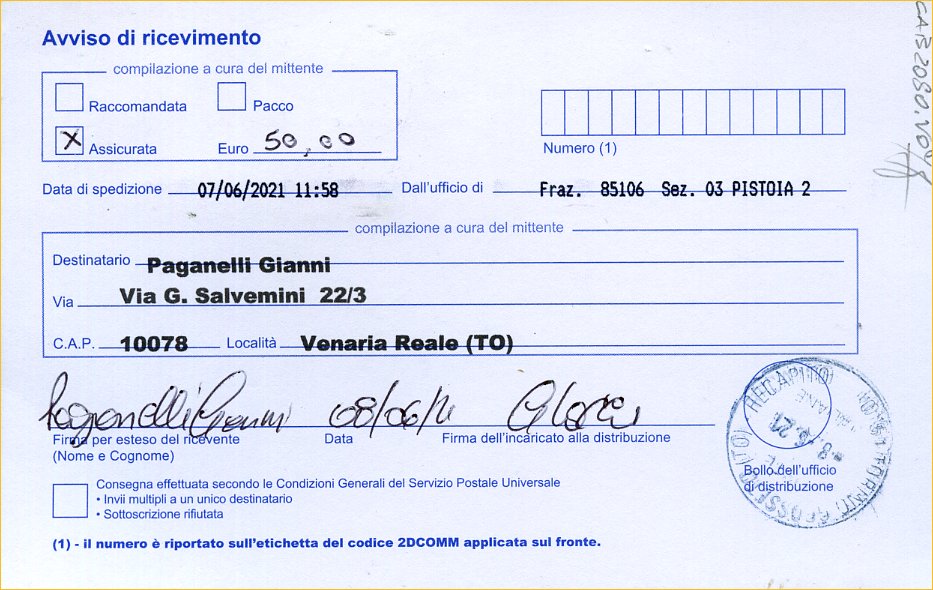 Avviso di ricevimento
compilazione a cura del mittente
Raccomandata Pacco
X Assicurata Euro 50,00
Numero (1)
Data di spedizione 07/06/2021 11:58 Dall'ufficio di Fraz. 85106 Sez. 03 PISTOIA 2
compilazione a cura del mittente
Destinatario Paganelli Gianni
Via Via G. Salvemini 22/3
C.A.P. 10078 Località Venaria Reale (TO)
Paganelli Gianni 08/06/21
Firma per esteso del ricevente Data Firma dell'incaricato alla distribuzione
(Nome e Cognome)
RECAPITO
Bollo dell'ufficio
di distribuzione
Consegna effettuata secondo le Condizioni Generali del Servizio Postale Universale
• Invii multipli a un unico destinatario
• Sottoscrizione rifiutata
(1) - il numero è riportato sull'etichetta del codice 2DCOMM applicata sul fronte.